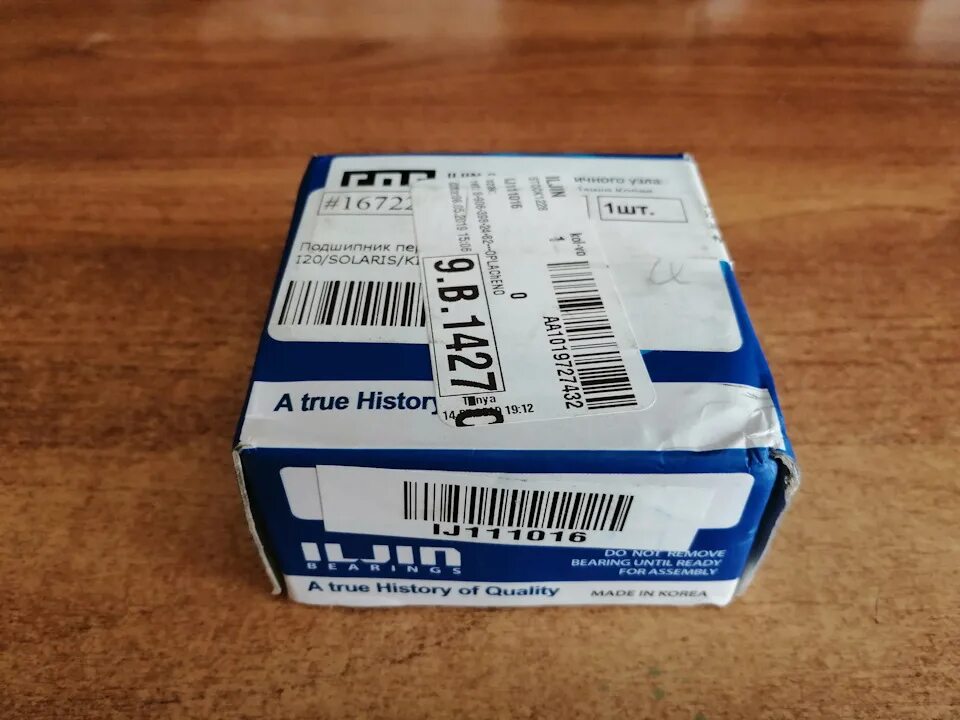 #16722
ичного узла
1шт.
Подшипник пе
I20/SOLARIS/KI
ILJIN
IJ111016
kol-vo
1
0
9.B.1427
C
AA1019727432
19:12
A true History
IJ111016
ILJIN
BEARINGS
DO NOT REMOVE
BEARING UNTIL READY
FOR ASSEMBLY
A true History of Quality
MADE IN KOREA